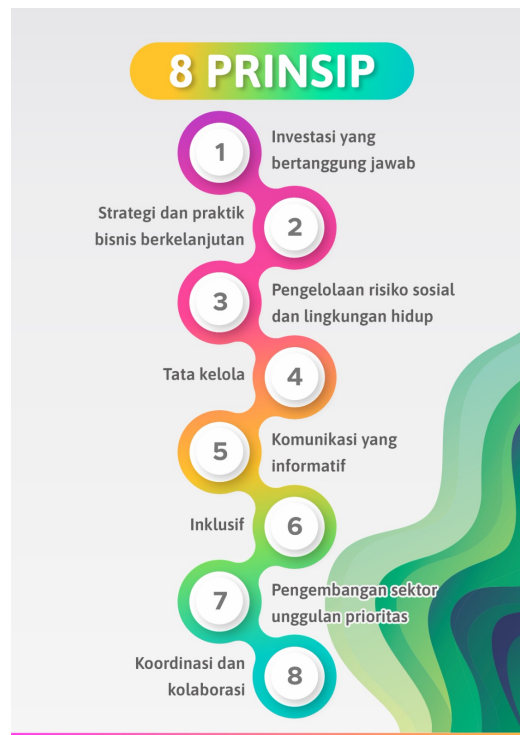 8 PRINSIP
1
Investasi yang
bertanggung jawab
Strategi dan praktik
bisnis berkelanjutan
2
3
Pengelolaan risiko sosial
dan lingkungan hidup
Tata kelola
4
5
Komunikasi yang
informatif
Inklusif
6
7
Pengembangan sektor
unggulan prioritas
Koordinasi dan
kolaborasi
8